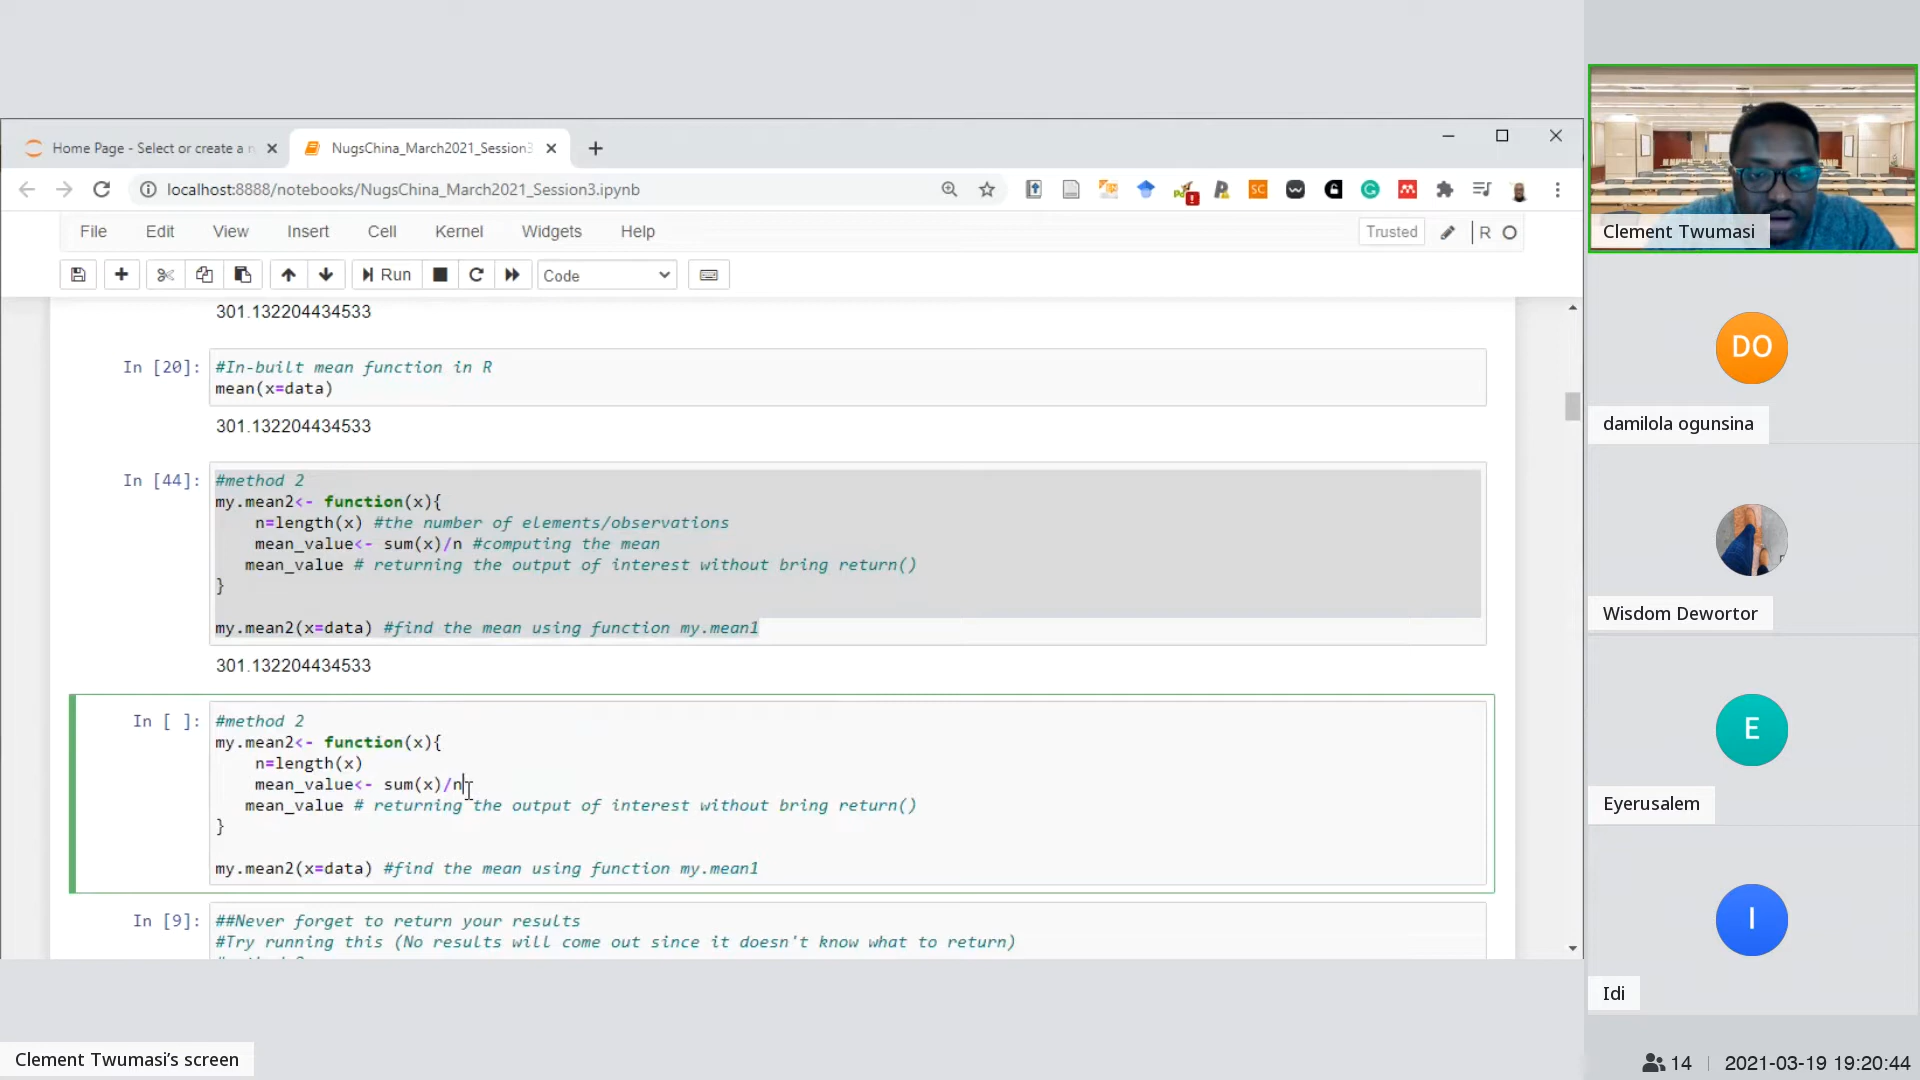 Home Page - Select or create a n
NugsChina_March2021_Session3
localhost:8888/notebooks/NugsChina_March2021_Session3.ipynb
SC
File Edit View Insert Cell Kernel Widgets Help
Trusted
R
Run
Code
301.132204434533
In [20]:
#In-built mean function in R
mean(x=data)
301.132204434533
In [44]:
#method 2
my.mean2<- function(x){
n=length(x) #the number of elements/observations
mean_value<- sum(x)/n #computing the mean
mean_value # returning the output of interest without bring return()
}
my.mean2(x=data) #find the mean using function my.mean1
301.132204434533
In [ ]:
#method 2
my.mean2<- function(x){
n=length(x)
mean_value<- sum(x)/n
mean_value # returning the output of interest without bring return()
}
my.mean2(x=data) #find the mean using function my.mean1
In [9]:
##Never forget to return your results
#Try running this (No results will come out since it doesn't know what to return)
Clement Twumasi
DO
damilola ogunsina
Wisdom Dewortor
E
Eyerusalem
I
Idi
Clement Twumasi's screen
14
2021-03-19 19:20:44